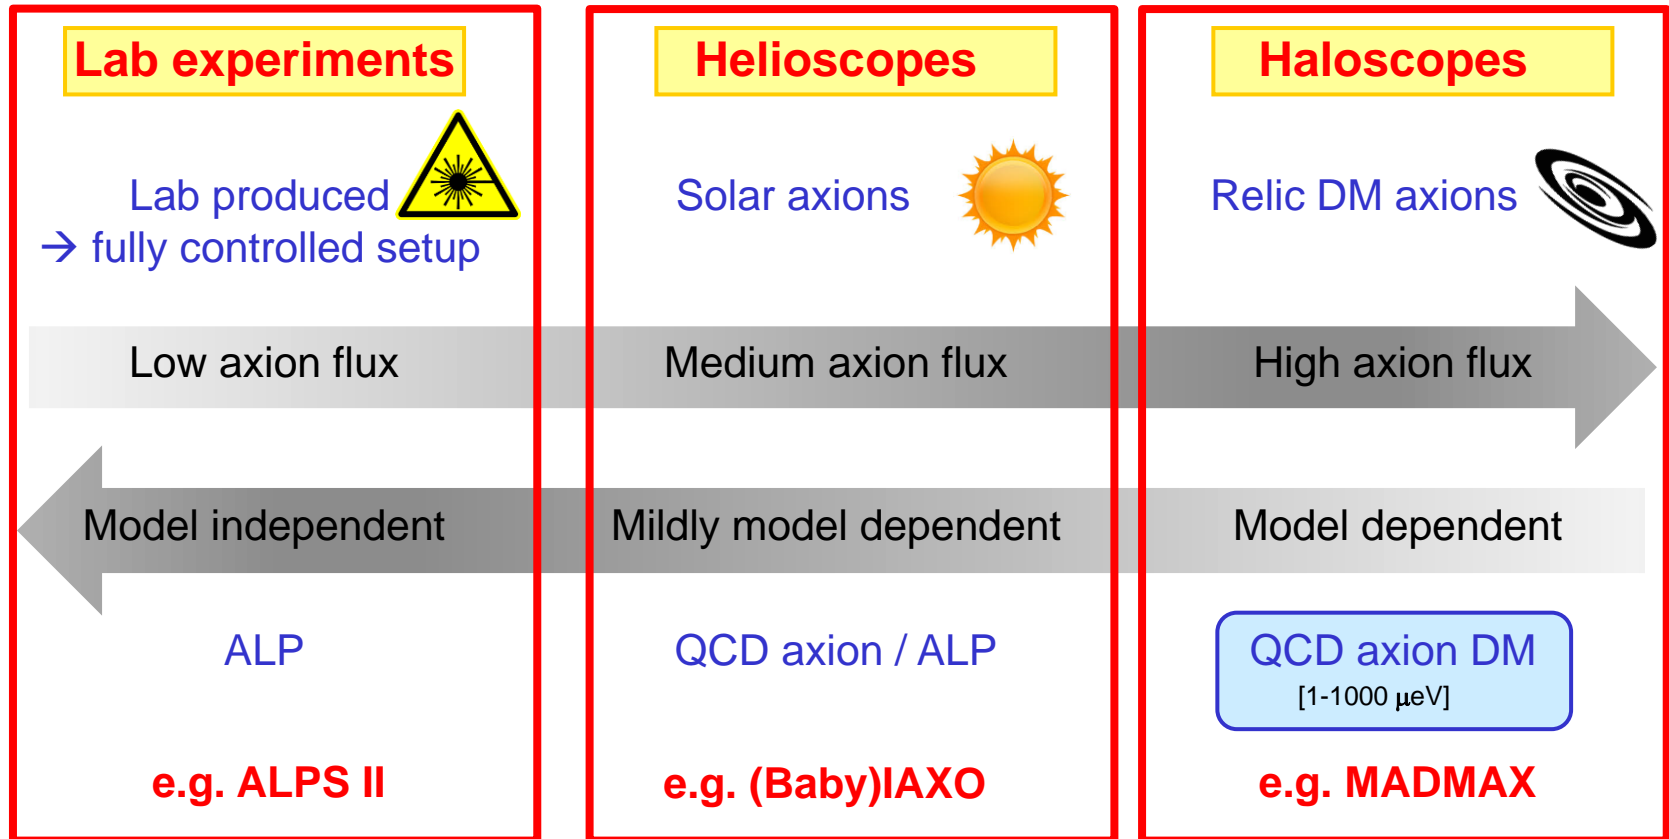 Lab experiments
Lab produced
→ fully controlled setup
Helioscopes
Solar axions
Haloscopes
Relic DM axions
Low axion flux
Medium axion flux
High axion flux
Model independent
Mildly model dependent
Model dependent
ALP
QCD axion / ALP
QCD axion DM
[1-1000 μeV]
e.g. ALPS II
e.g. (Baby)IAXO
e.g. MADMAX